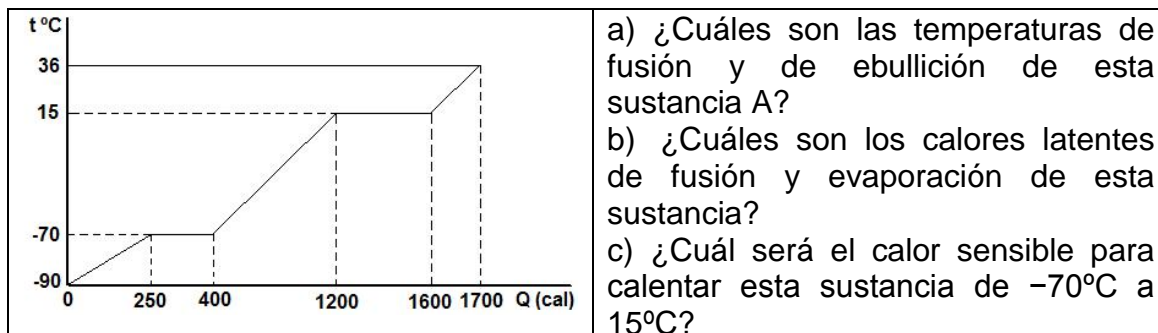 t ºC
36
15
-70
-90
0 250 400 1200 1600 1700 Q (cal)
a) ¿Cuáles son las temperaturas de
fusión y de ebullición de esta
sustancia A?
b) ¿Cuáles son los calores latentes
de fusión y evaporación de esta
sustancia?
c) ¿Cuál será el calor sensible para
calentar esta sustancia de −70ºC a
15ºC?